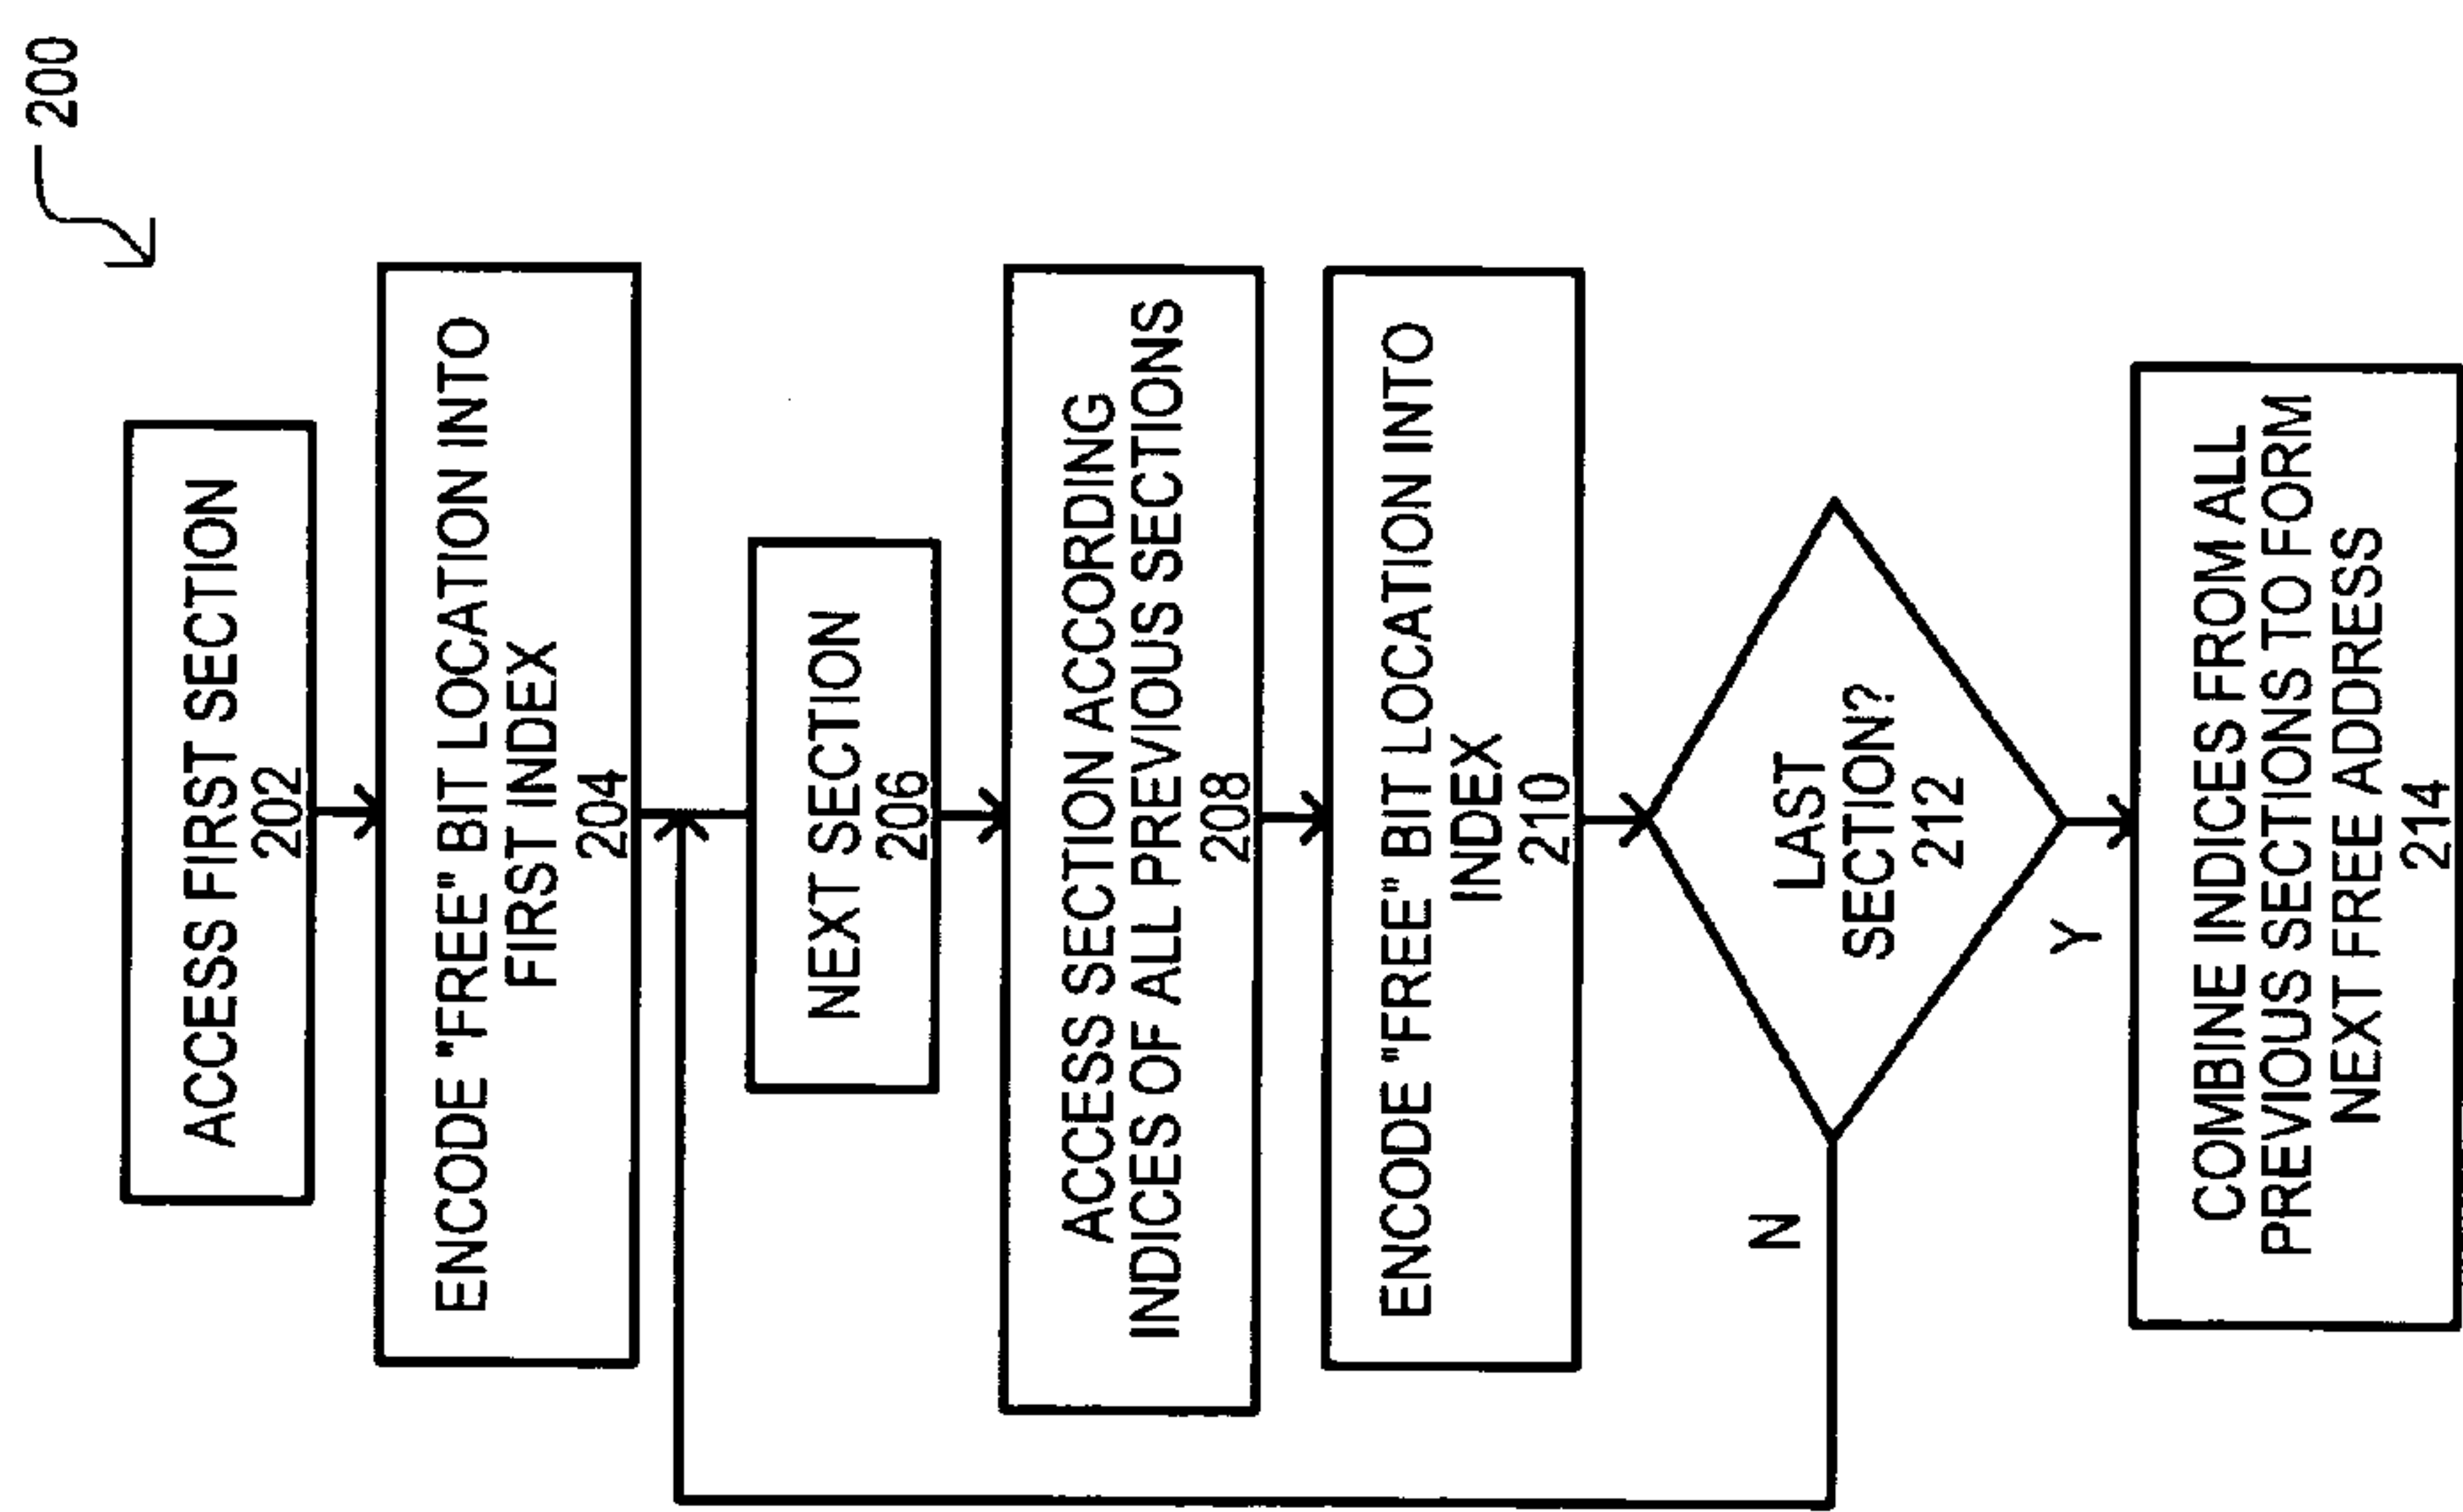 200
ACCESS FIRST SECTION
202
ENCODE "FREE" BIT LOCATION INTO
FIRST INDEX
204
NEXT SECTION
206
ACCESS SECTION ACCORDING
INDICES OF ALL PREVIOUS SECTIONS
208
ENCODE "FREE" BIT LOCATION INTO
INDEX
210
LAST
SECTION?
212
N
Y
COMBINE INDICES FROM ALL
PREVIOUS SECTIONS TO FORM
NEXT FREE ADDRESS
214